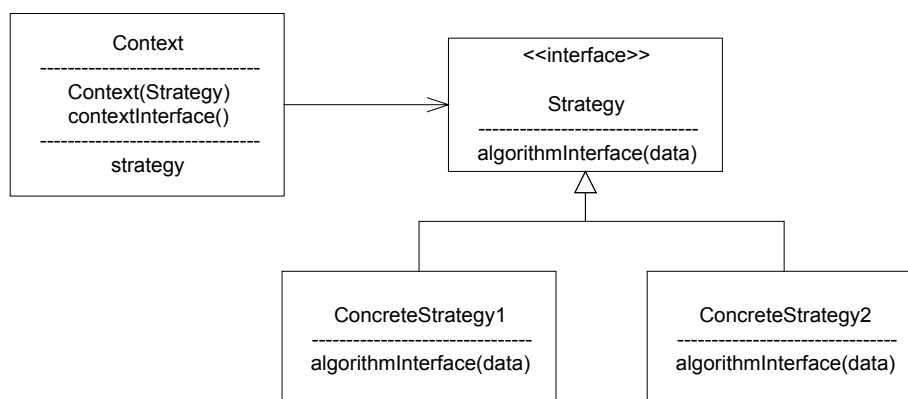 Context
---------------------------------
Context(Strategy)
contextInterface()
---------------------------------
strategy
<<interface>>
Strategy
---------------------------------
algorithmInterface(data)
ConcreteStrategy1
---------------------------------
algorithmInterface(data)
ConcreteStrategy2
---------------------------------
algorithmInterface(data)